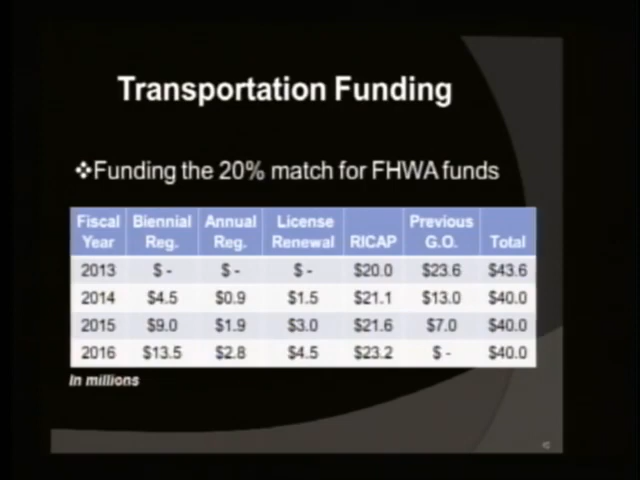 Transportation Funding
❖Funding the 20% match for FHWA funds
Fiscal Year Biennial Reg. Annual Reg. License Renewal RICAP Previous G.O. Total
2013 $ - $ - $ - $20.0 $23.6 $43.6
2014 $4.5 $0.9 $1.5 $21.1 $13.0 $40.0
2015 $9.0 $1.9 $3.0 $21.6 $7.0 $40.0
2016 $13.5 $2.8 $4.5 $23.2 $ - $40.0
In millions